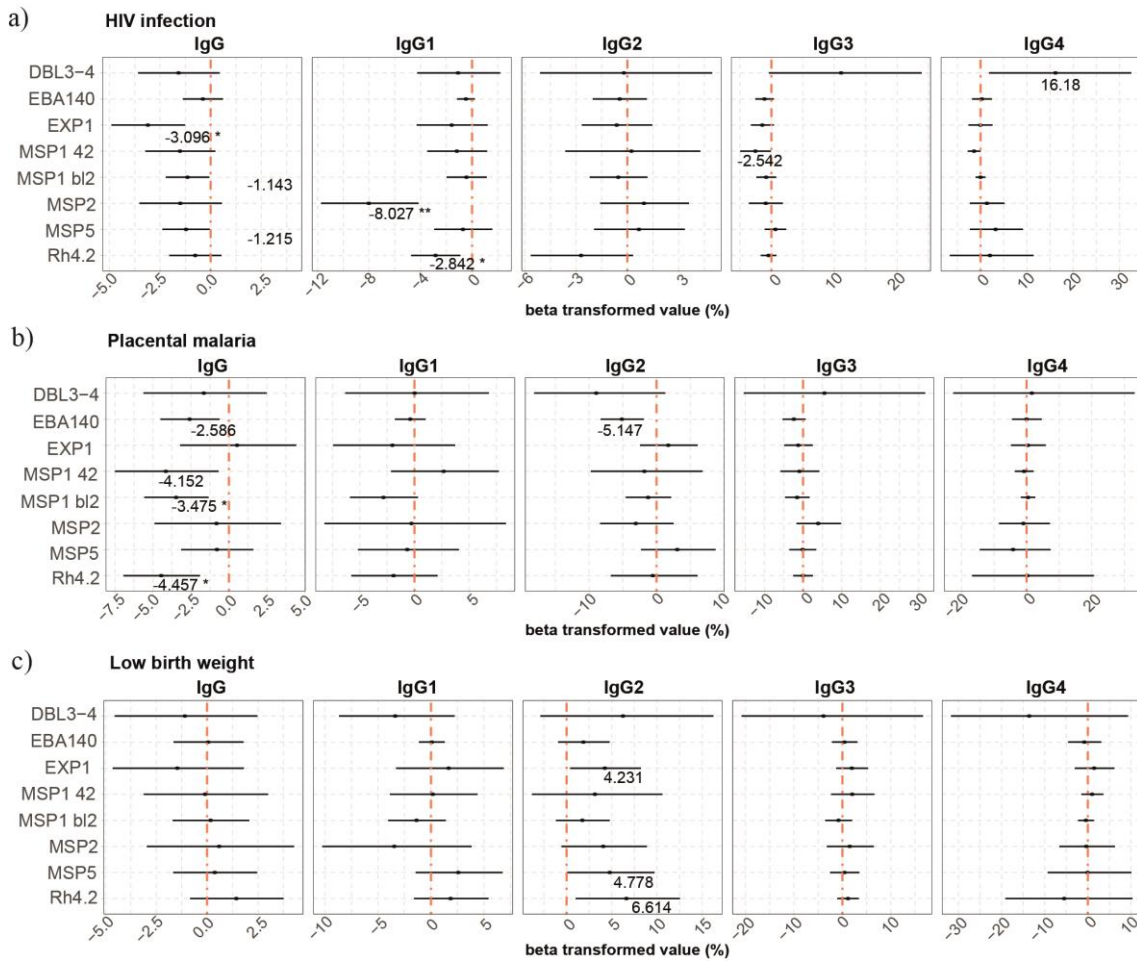 a) HIV infection
IgG IgG1 IgG2 IgG3 IgG4
DBL3-4
16.18
EBA140
EXP1
-3.096 *
MSP1 42
-2.542
MSP1 bl2
-1.143
MSP2
-8.027 **
MSP5
-1.215
Rh4.2
-2.842 *
-5.0 -2.5 0.0 2.5 5.0 -12 -8 -4 0 -6 -3 0 3 6 0 10 20 0 10 20 30
beta transformed value (%)
b) Placental malaria
IgG IgG1 IgG2 IgG3 IgG4
DBL3-4
EBA140
-2.586 -5.147
EXP1
MSP1 42
-4.152
MSP1 bl2
-3.475 *
MSP2
MSP5
Rh4.2
-4.457 *
-7.5 -5.0 -2.5 0.0 2.5 5.0 -5 0 5 -10 0 10 -10 0 10 20 30 -20 0 20
beta transformed value (%)
c) Low birth weight
IgG IgG1 IgG2 IgG3 IgG4
DBL3-4
EBA140
EXP1
4.231
MSP1 42
MSP1 bl2
MSP2
MSP5
4.778
Rh4.2
6.614
-5.0 -2.5 0.0 2.5 5.0 -10 -5 0 5 0 5 10 15 -20 -10 0 10 -30 -20 -10 0 10
beta transformed value (%)